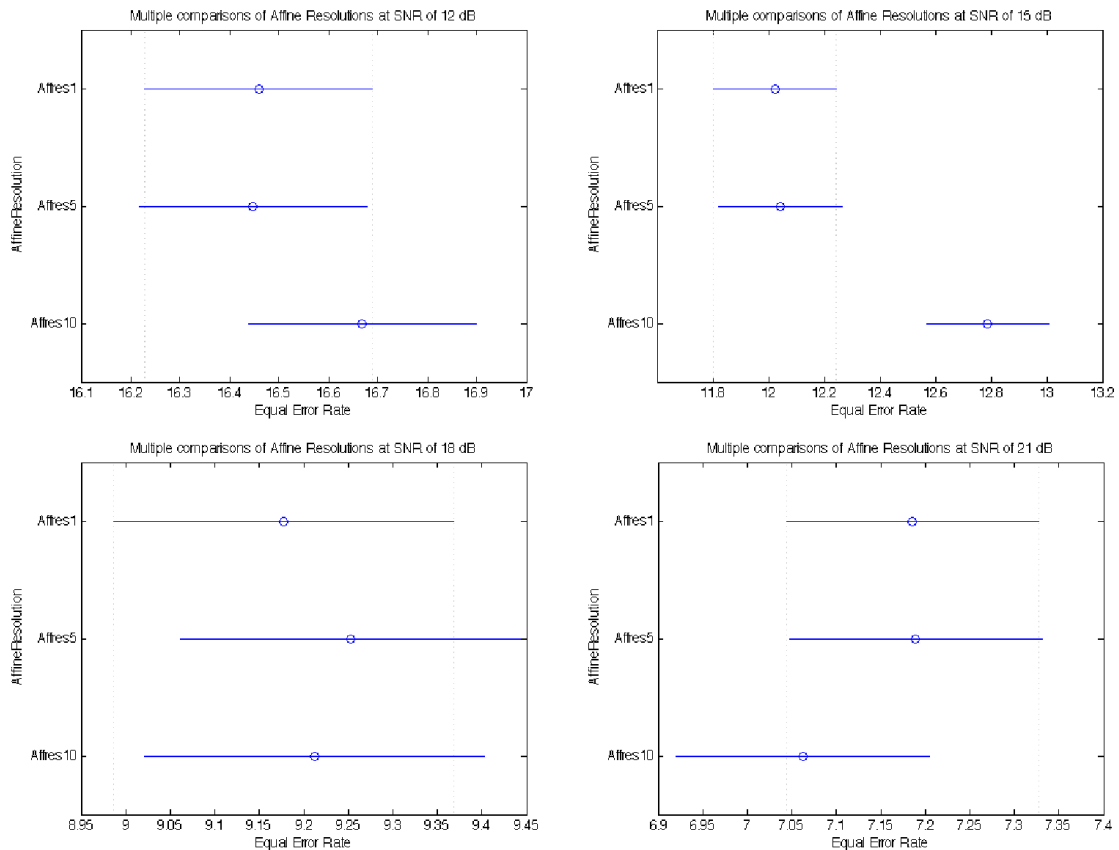 Multiple comparisons of Affine Resolutions at SNR of 12 dB
Affres1
Affres5
Affres10
AffineResolution
16.1 16.2 16.3 16.4 16.5 16.6 16.7 16.8 16.9 17
Equal Error Rate
Multiple comparisons of Affine Resolutions at SNR of 15 dB
Affres1
Affres5
Affres10
AffineResolution
11.8 12 12.2 12.4 12.6 12.8 13 13.2
Equal Error Rate
Multiple comparisons of Affine Resolutions at SNR of 18 dB
Affres1
Affres5
Affres10
AffineResolution
8.95 9 9.05 9.1 9.15 9.2 9.25 9.3 9.35 9.4 9.45
Equal Error Rate
Multiple comparisons of Affine Resolutions at SNR of 21 dB
Affres1
Affres5
Affres10
AffineResolution
6.9 6.95 7 7.05 7.1 7.15 7.2 7.25 7.3 7.35 7.4
Equal Error Rate